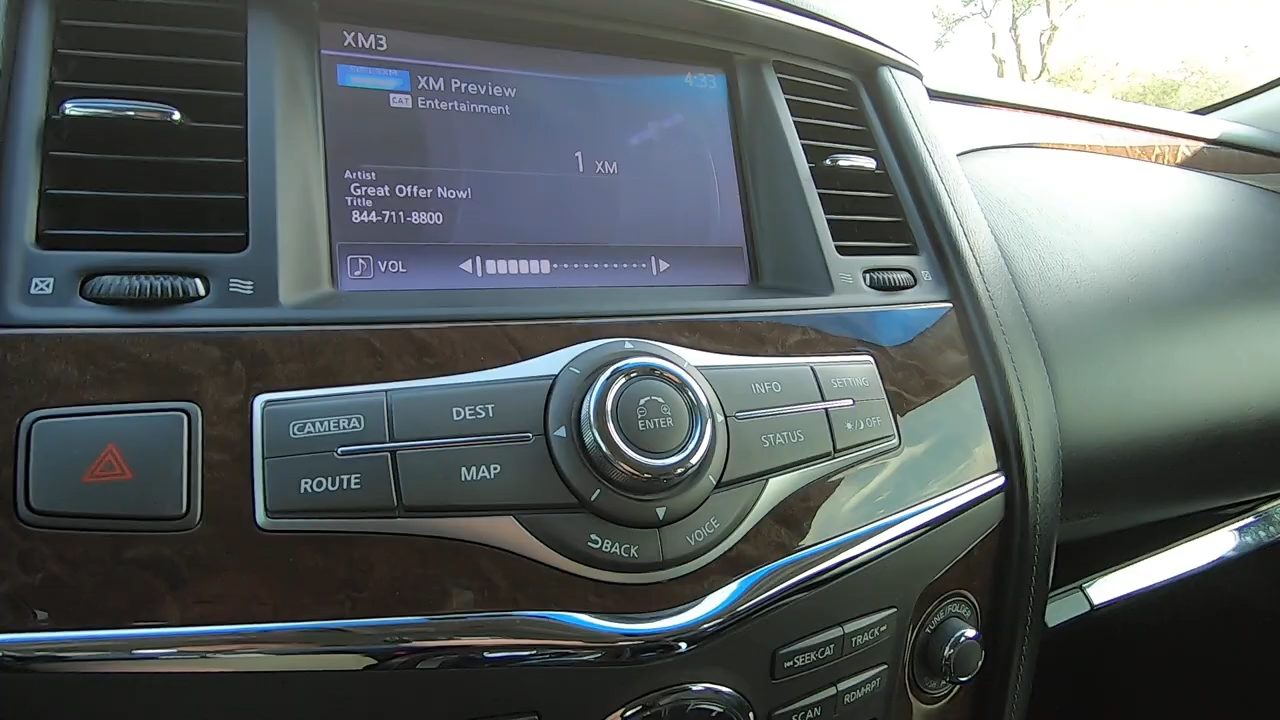 XM3
4:33
XM Preview
CAT Entertainment
1 XM
Artist
Great Offer Now!
Title
844-711-8800
VOL
CAMERA
DEST
ROUTE
MAP
ENTER
INFO
SETTING
STATUS
OFF
BACK
VOICE
SEEK·CAT
TRACK
SCAN
RDM·RPT
TUNE/FOLDER